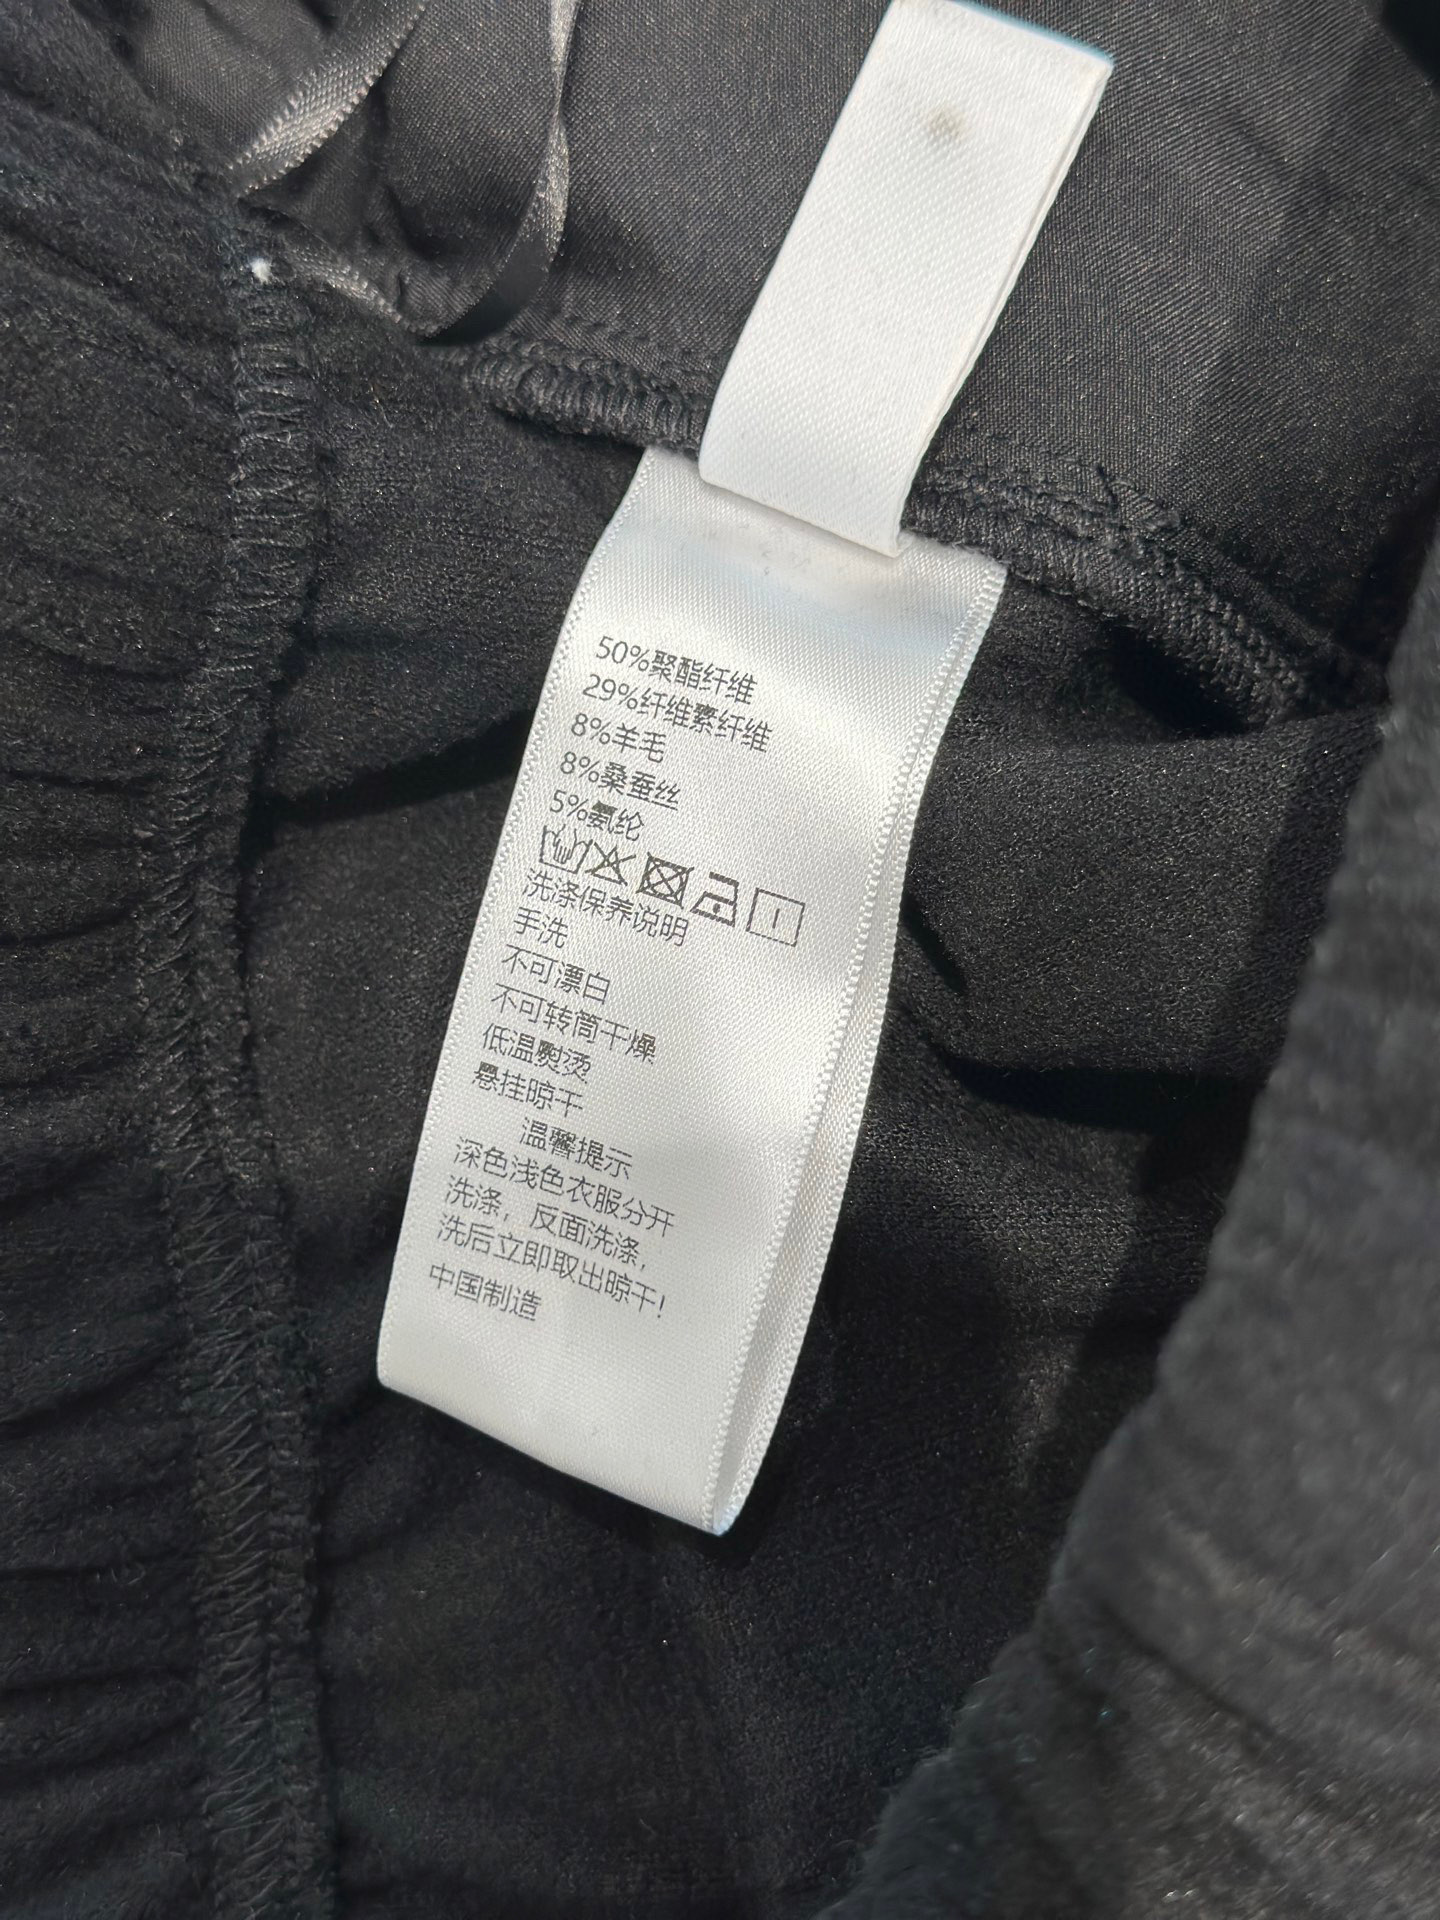 50%聚酯纤维
29%纤维素纤维
8%羊毛
8%桑蚕丝
5%氨纶
洗涤保养说明
手洗
不可漂白
不可转筒干燥
低温熨烫
悬挂晾干
温馨提示
深色浅色衣服分开
洗涤，反面洗涤，
洗后立即取出晾干！
中国制造